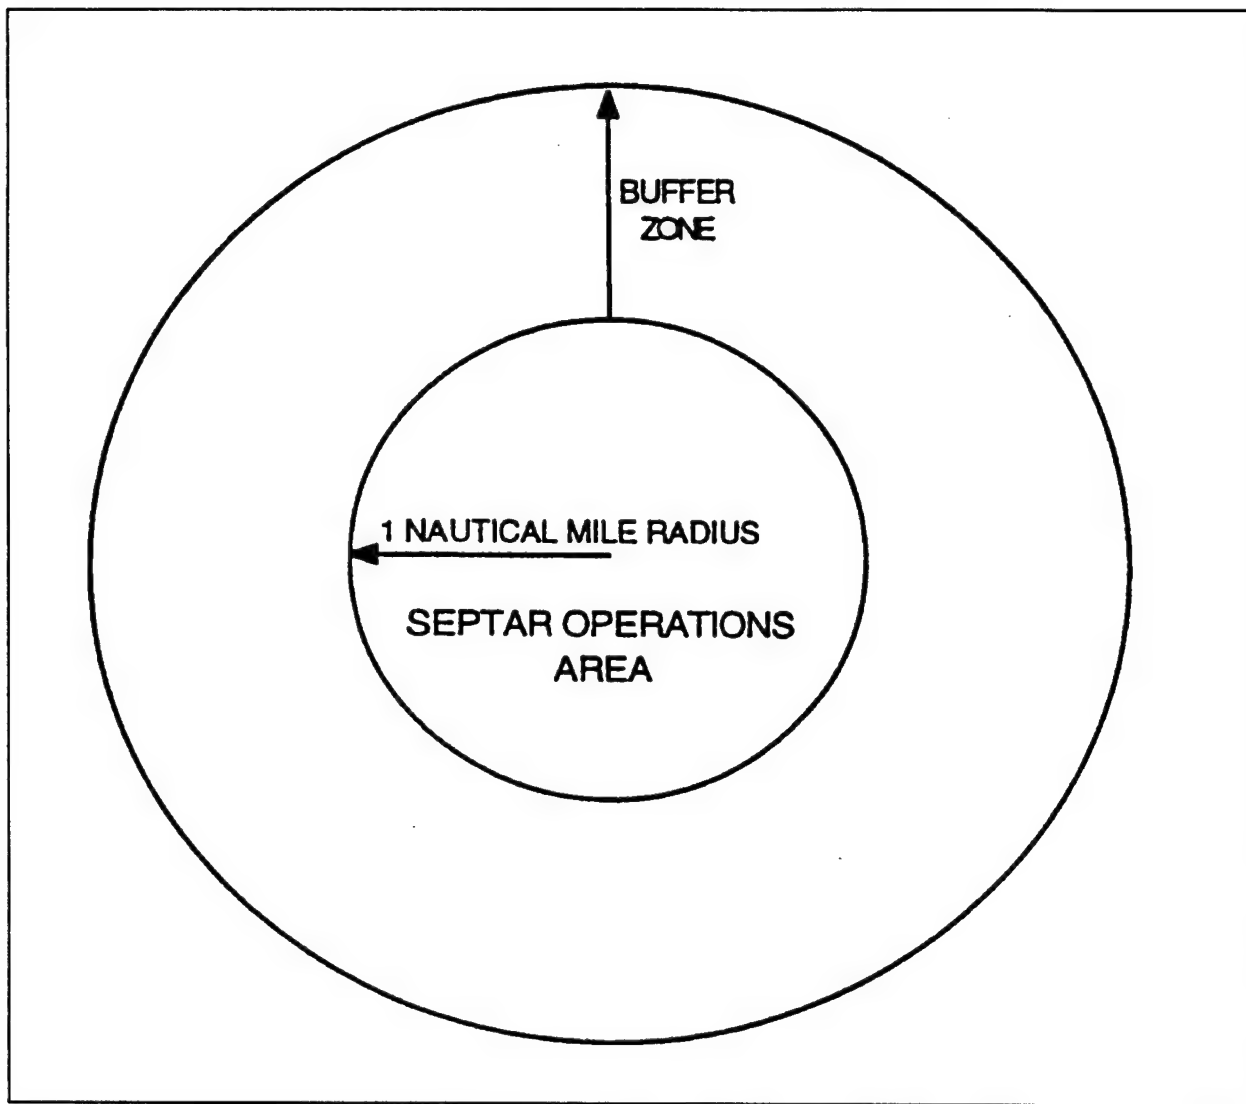 BUFFER
ZONE
1 NAUTICAL MILE RADIUS
SEPTAR OPERATIONS
AREA